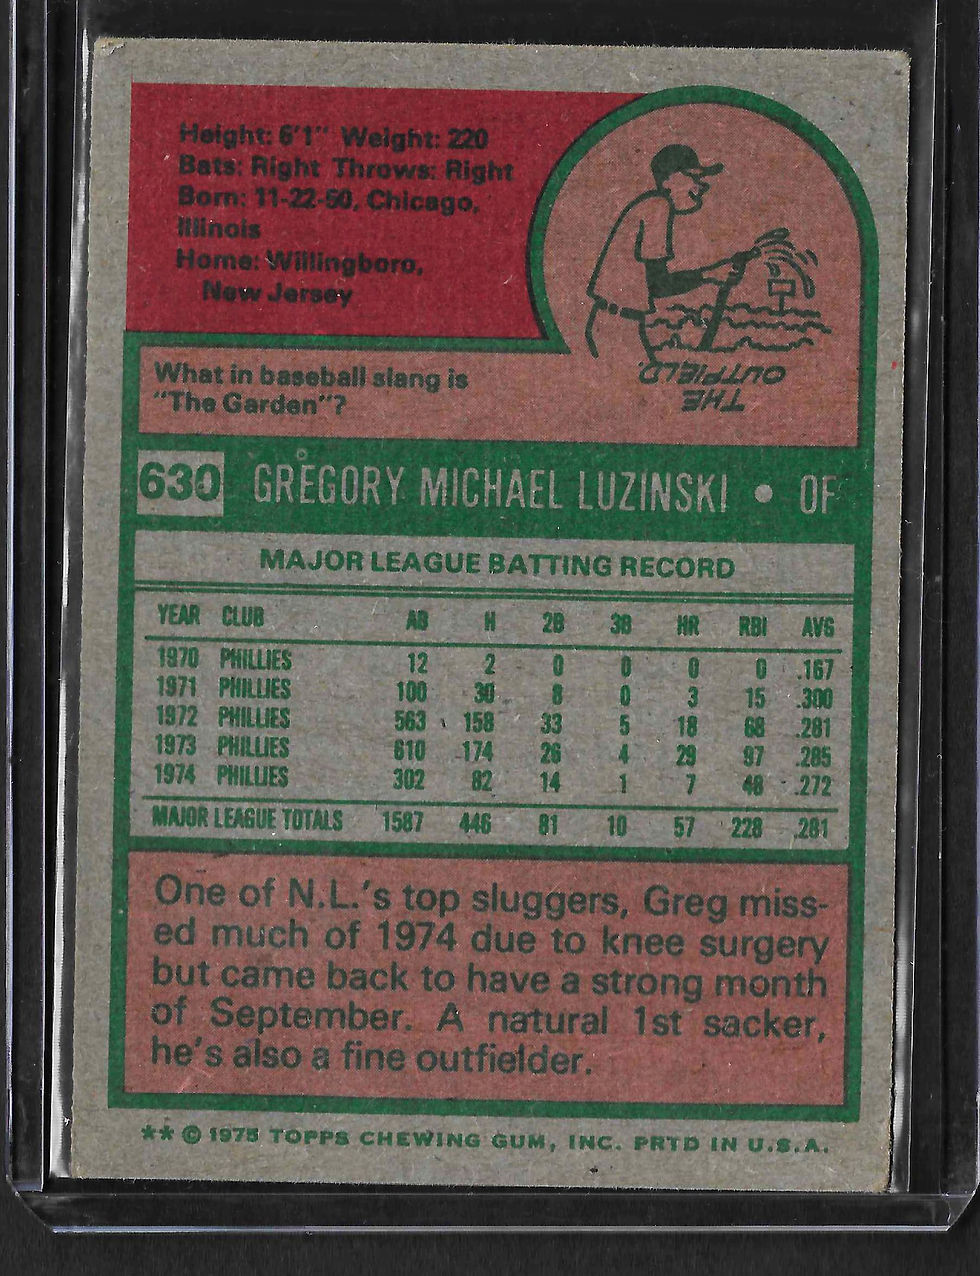 Height: 6'1" Weight: 220
Bats: Right Throws: Right
Born: 11-22-50, Chicago,
Illinois
Home: Willingboro,
New Jersey
What in baseball slang is
"The Garden"?
THE
OUTFIELD.
630 GREGORY MICHAEL LUZINSKI • OF
MAJOR LEAGUE BATTING RECORD
YEAR CLUB AB H 2B 3B HR RBI AVG
1970 PHILLIES 12 2 0 0 0 0 .167
1971 PHILLIES 100 30 8 0 3 15 .300
1972 PHILLIES 563 158 33 5 18 68 .281
1973 PHILLIES 610 174 26 4 29 97 .285
1974 PHILLIES 302 82 14 1 7 48 .272
MAJOR LEAGUE TOTALS 1587 446 81 10 57 228 .281
One of N.L.'s top sluggers, Greg miss-
ed much of 1974 due to knee surgery
but came back to have a strong month
of September. A natural 1st sacker,
he's also a fine outfielder.
** © 1975 TOPPS CHEWING GUM, INC. PRTD IN U.S.A.